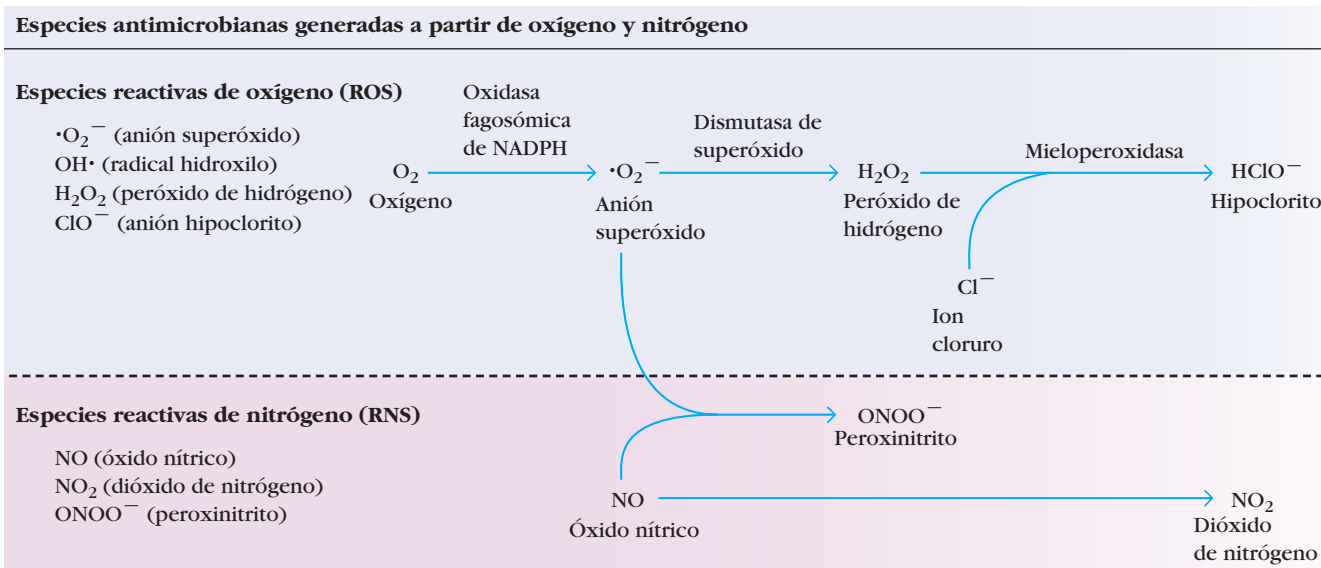 Especies antimicrobianas generadas a partir de oxígeno y nitrógeno
Especies reactivas de oxígeno (ROS)
·O₂⁻ (anión superóxido)
OH· (radical hidroxilo)
H₂O₂ (peróxido de hidrógeno)
ClO⁻ (anión hipoclorito)
O₂
Oxígeno
Oxidasa
fagosómica
de NADPH
·O₂⁻
Anión
superóxido
Dismutasa de
superóxido
H₂O₂
Peróxido de
hidrógeno
Mieloperoxidasa
Cl⁻
Ion
cloruro
HClO⁻
Hipoclorito
Especies reactivas de nitrógeno (RNS)
NO (óxido nítrico)
NO₂ (dióxido de nitrógeno)
ONOO⁻ (peroxinitrito)
ONOO⁻
Peroxinitrito
NO
Óxido nítrico
NO₂
Dióxido
de nitrógeno